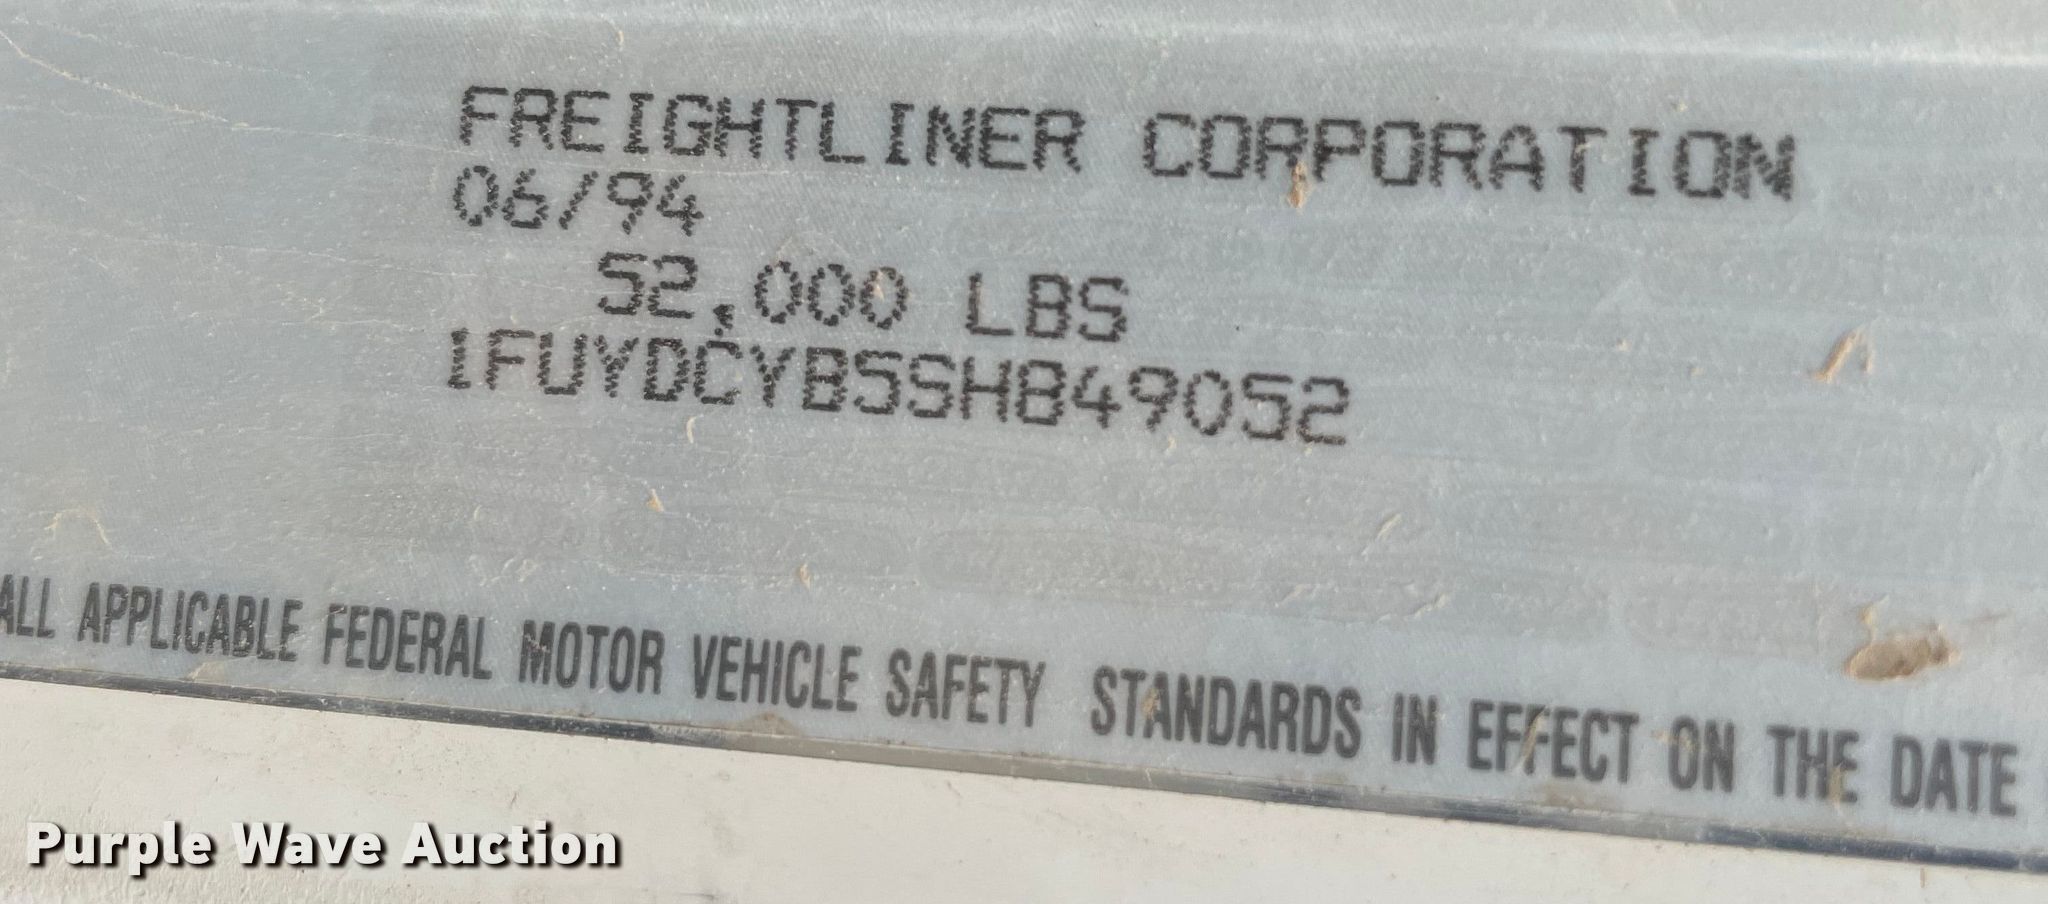 FREIGHTLINER CORPORATION
06/94
52,000 LBS
1FUYDCYB5SH849052
ALL APPLICABLE FEDERAL MOTOR VEHICLE SAFETY STANDARDS IN EFFECT ON THE DATE
Purple Wave Auction